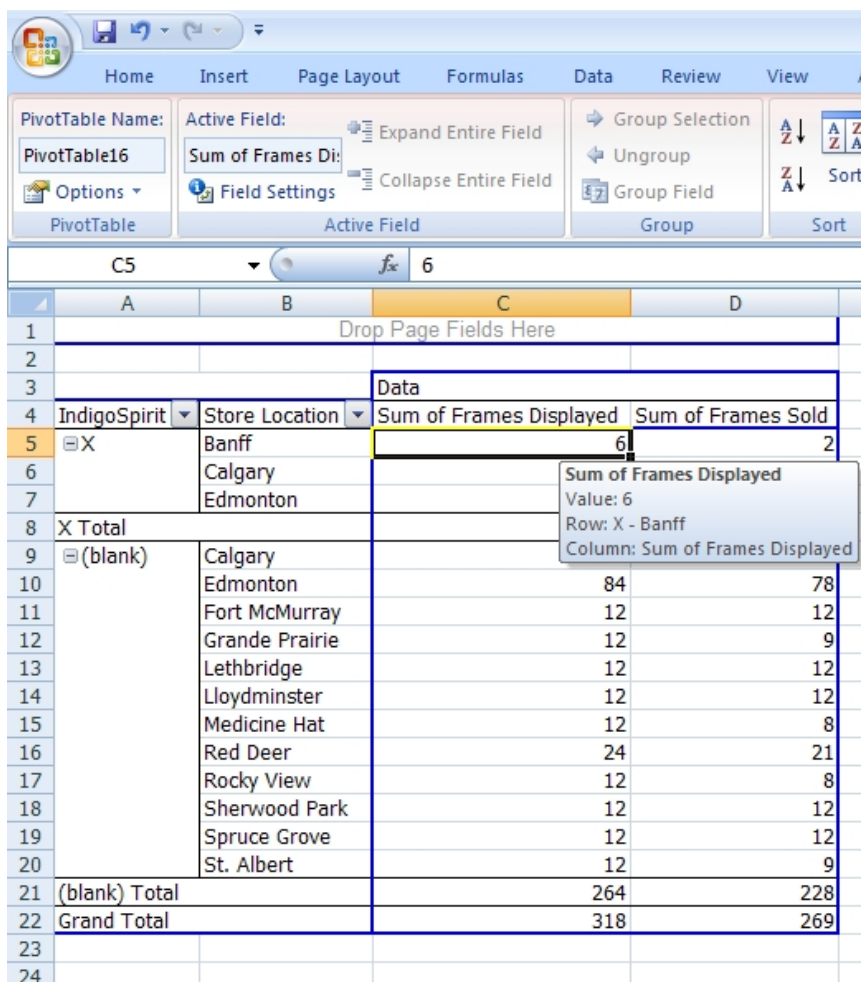 Home Insert Page Layout Formulas Data Review View
PivotTable Name: Active Field: Expand Entire Field Group Selection
PivotTable16 Sum of Frames Di: Collapse Entire Field Ungroup Sort
Options Field Settings Group Field
PivotTable Active Field Group Sort
C5 fx 6
A B C D
1 Drop Page Fields Here
2
3 Data
4 IndigoSpirit Store Location Sum of Frames Displayed Sum of Frames Sold
5 X Banff 6 2
6 Calgary
7 Edmonton
8 X Total
Sum of Frames Displayed
Value: 6
Row: X - Banff
Column: Sum of Frames Displayed
9 (blank) Calgary
10 Edmonton 84 78
11 Fort McMurray 12 12
12 Grande Prairie 12 9
13 Lethbridge 12 12
14 Lloydminster 12 12
15 Medicine Hat 12 8
16 Red Deer 24 21
17 Rocky View 12 8
18 Sherwood Park 12 12
19 Spruce Grove 12 12
20 St. Albert 12 9
21 (blank) Total 264 228
22 Grand Total 318 269
23
24